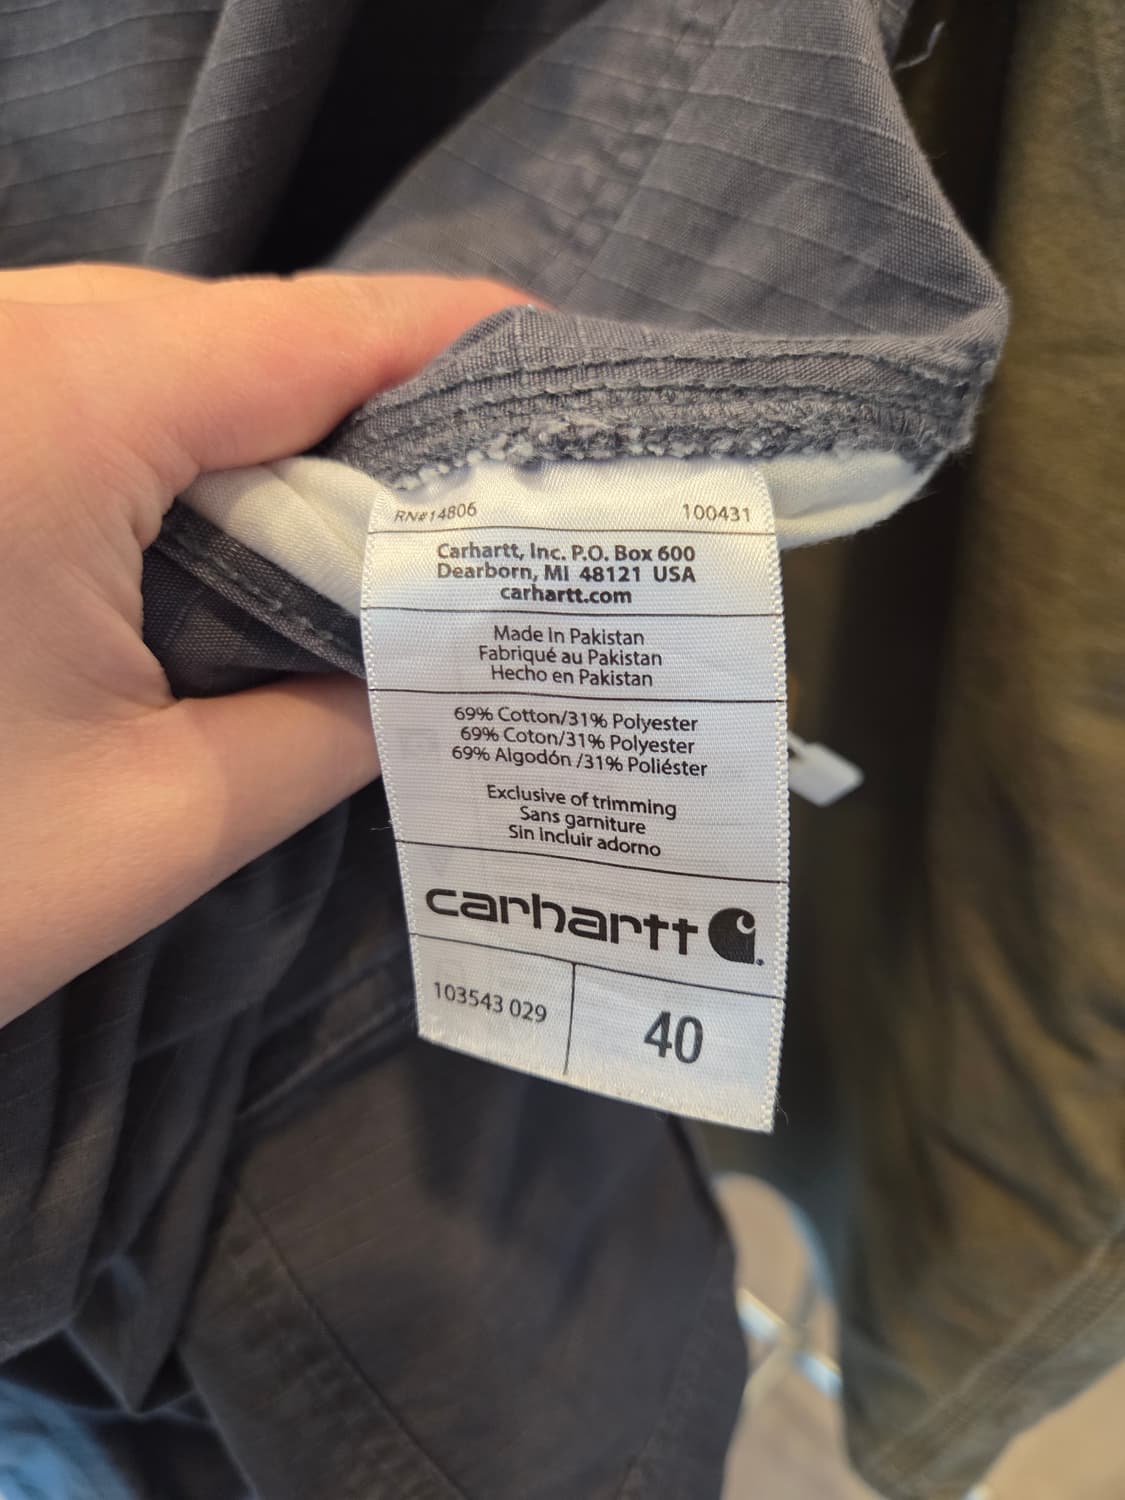 RN#14806 100431
Carhartt, Inc. P.O. Box 600
Dearborn, MI 48121 USA
carhartt.com
Made In Pakistan
Fabriqué au Pakistan
Hecho en Pakistan
69% Cotton/31% Polyester
69% Coton/31% Polyester
69% Algodón /31% Poliéster
Exclusive of trimming
Sans garniture
Sin incluir adorno
carhartt
103543 029 40